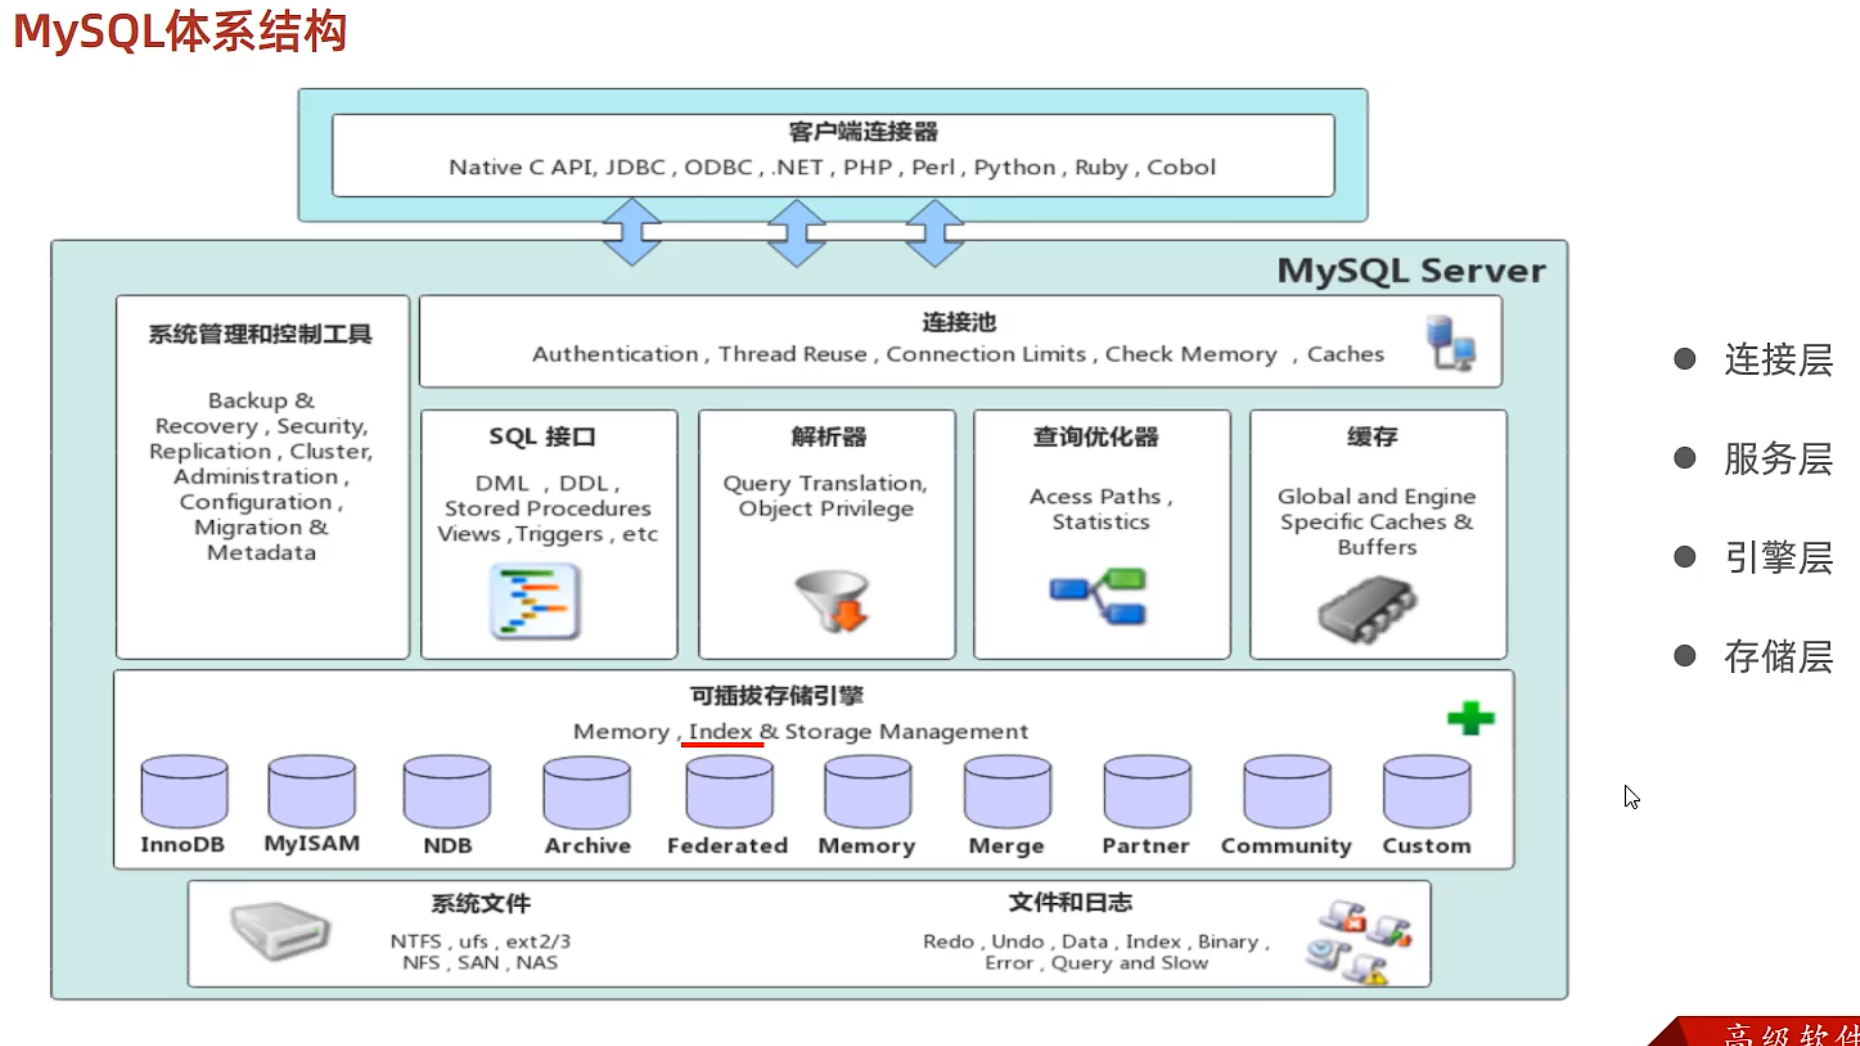 MySQL体系结构
客户端连接器
Native C API, JDBC , ODBC , .NET , PHP , Perl , Python , Ruby , Cobol
MySQL Server
系统管理和控制工具
Backup &
Recovery , Security,
Replication , Cluster,
Administration ,
Configuration ,
Migration &
Metadata
连接池
Authentication , Thread Reuse , Connection Limits , Check Memory , Caches
SQL 接口
DML , DDL ,
Stored Procedures
Views ,Triggers , etc
解析器
Query Translation,
Object Privilege
查询优化器
Acess Paths ,
Statistics
缓存
Global and Engine
Specific Caches &
Buffers
可插拔存储引擎
Memory , Index & Storage Management
InnoDB MyISAM NDB Archive Federated Memory Merge Partner Community Custom
系统文件
NTFS , ufs , ext2/3
NFS , SAN , NAS
文件和日志
Redo , Undo , Data , Index , Binary ,
Error , Query and Slow
● 连接层
● 服务层
● 引擎层
● 存储层
高级软件